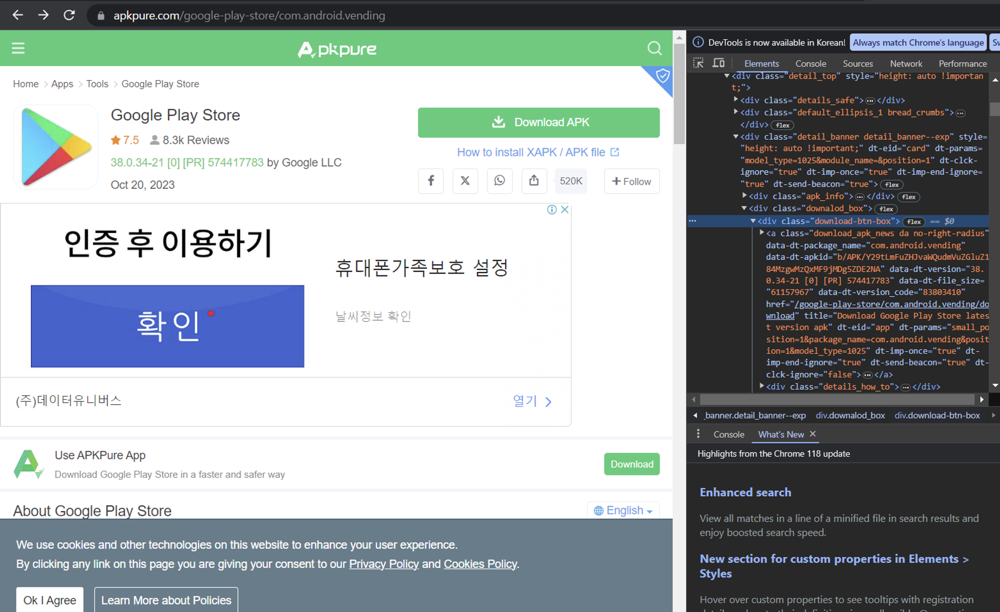 apkpure.com/google-play-store/com.android.vending
Apkpure
Home > Apps > Tools > Google Play Store
Google Play Store
7.5 8.3k Reviews
38.0.34-21 [0] [PR] 574417783 by Google LLC
Oct 20, 2023
Download APK
How to install XAPK / APK file
520K
+ Follow
인증 후 이용하기
확인
휴대폰가족보호 설정
날씨정보 확인
(주)데이터유니버스
열기
Use APKPure App
Download Google Play Store in a faster and safer way
Download
About Google Play Store
English
We use cookies and other technologies on this website to enhance your user experience.
By clicking any link on this page you are giving your consent to our Privacy Policy and Cookies Policy.
Ok I Agree
Learn More about Policies
DevTools is now available in Korean! Always match Chrome's language Sw
Elements Console Sources Network Performance
<div class="detail_top" style="height: auto !importan
t;">
<div class="details_safe">…</div>
<div class="default_ellipsis_1 bread_crumbs">…
</div> flex
<div class="detail_banner detail_banner--exp" style=
"height: auto !important;" dt-eid="card" dt-params=
"model_type=1025&module_name=&position=1" dt-clck-
ignore="true" dt-imp-once="true" dt-imp-end-ignore=
"true" dt-send-beacon="true"> flex
<div class="apk_info">…</div> flex
<div class="downalod_box"> flex
… <div class="download-btn-box"> flex == $0
<a class="download_apk_news da no-right-radius"
data-dt-package_name="com.android.vending"
data-dt-apkid="b/APK/Y29tLmFuZHJvaWQudmVuZGluZ1
84MzgwMzQxMF9jMDg5ZDE2NA" data-dt-version="38.
0.34-21 [0] [PR] 574417783" data-dt-file_size=
"61157967" data-dt-version_code="83803410"
href="/google-play-store/com.android.vending/do
wnload" title="Download Google Play Store lates
t version apk" dt-eid="app" dt-params="small_po
sition=1&package_name=com.android.vending&posit
ion=1&model_type=1025" dt-imp-once="true" dt-
imp-end-ignore="true" dt-send-beacon="true" dt-
clck-ignore="false">…</a>
<div class="details_how_to">…</div>
_banner.detail_banner--exp div.downalod_box div.download-btn-box
Console What's New
Highlights from the Chrome 118 update
Enhanced search
View all matches in a line of a minified file in search results and
enjoy boosted search speed.
New section for custom properties in Elements >
Styles
Hover over custom properties to see tooltips with registration